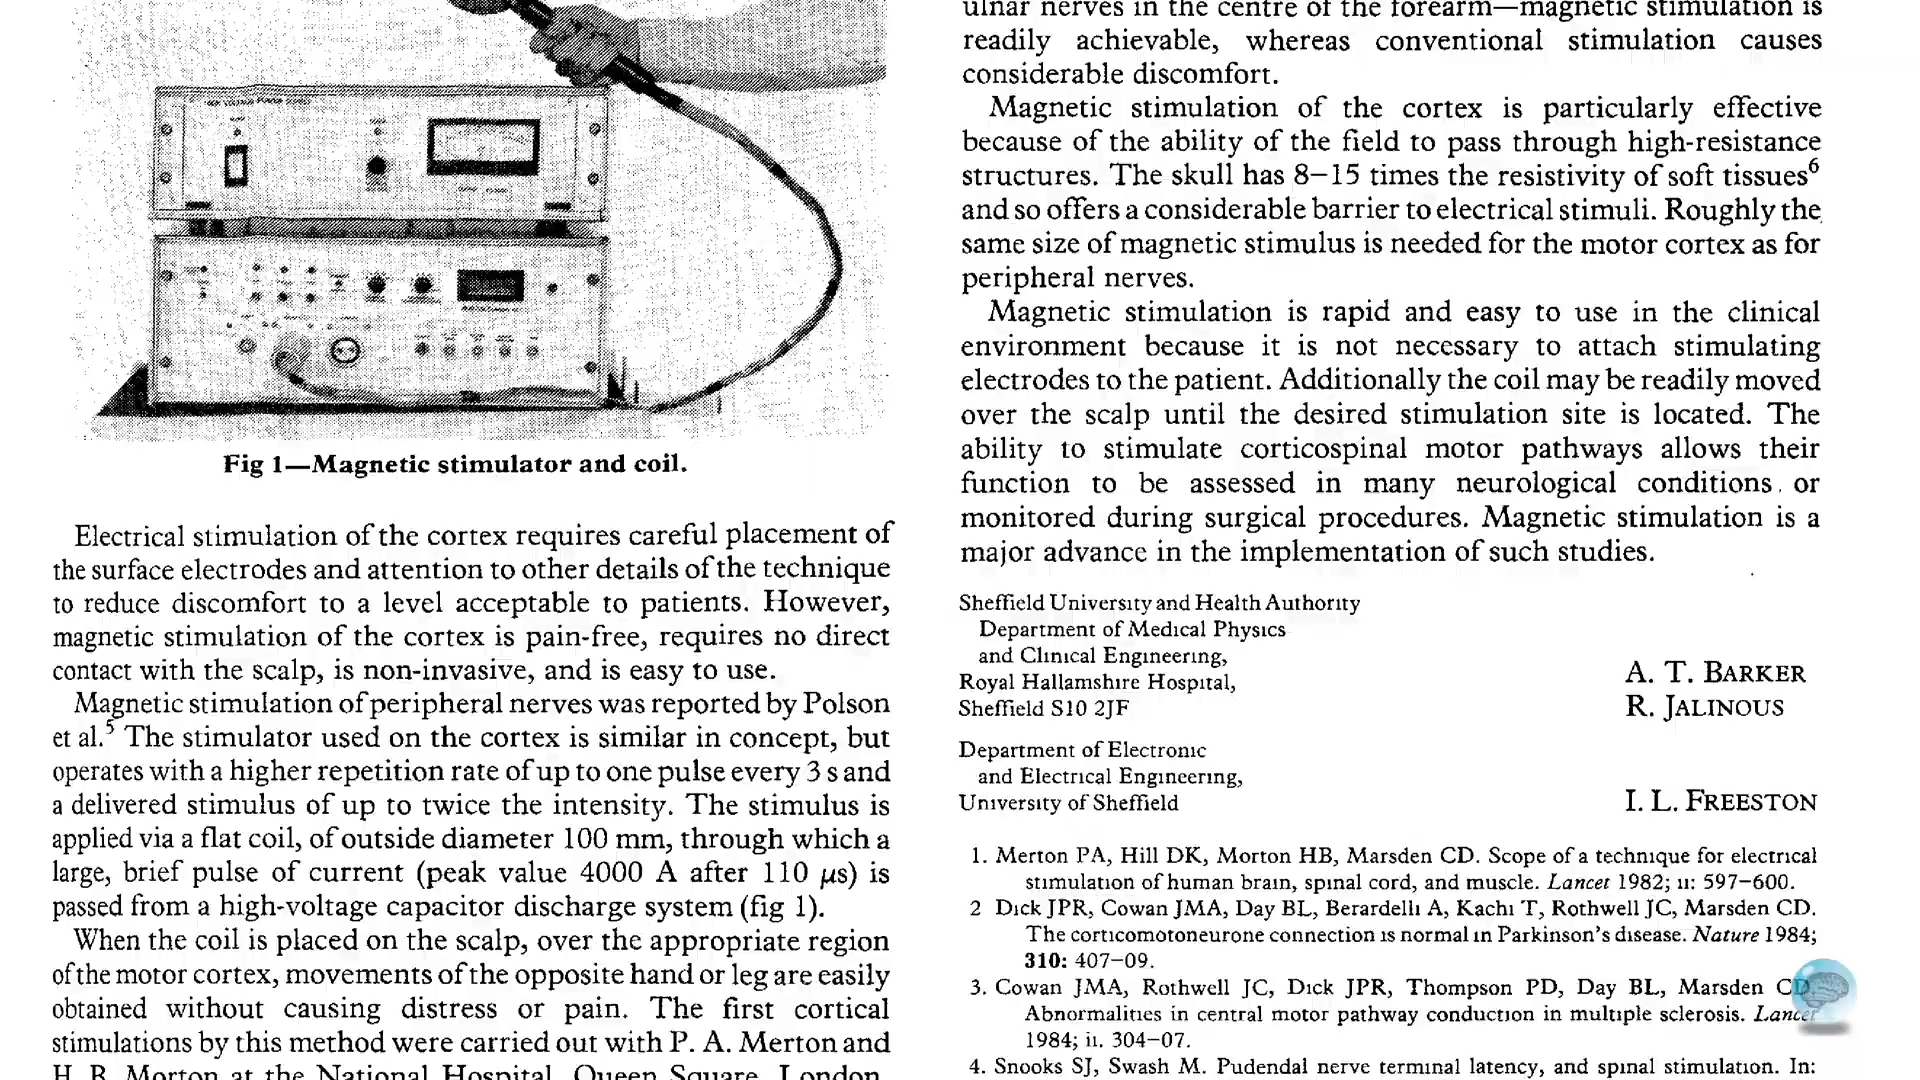 Fig 1—Magnetic stimulator and coil.
Electrical stimulation of the cortex requires careful placement of
the surface electrodes and attention to other details of the technique
to reduce discomfort to a level acceptable to patients. However,
magnetic stimulation of the cortex is pain-free, requires no direct
contact with the scalp, is non-invasive, and is easy to use.
Magnetic stimulation of peripheral nerves was reported by Polson
et al.5 The stimulator used on the cortex is similar in concept, but
operates with a higher repetition rate of up to one pulse every 3 s and
a delivered stimulus of up to twice the intensity. The stimulus is
applied via a flat coil, of outside diameter 100 mm, through which a
large, brief pulse of current (peak value 4000 A after 110 μs) is
passed from a high-voltage capacitor discharge system (fig 1).
When the coil is placed on the scalp, over the appropriate region
of the motor cortex, movements of the opposite hand or leg are easily
obtained without causing distress or pain. The first cortical
stimulations by this method were carried out with P. A. Merton and
H. B. Morton at the National Hospital, Queen Square, London,
ulnar nerves in the centre of the forearm—magnetic stimulation is
readily achievable, whereas conventional stimulation causes
considerable discomfort.
Magnetic stimulation of the cortex is particularly effective
because of the ability of the field to pass through high-resistance
structures. The skull has 8–15 times the resistivity of soft tissues6
and so offers a considerable barrier to electrical stimuli. Roughly the
same size of magnetic stimulus is needed for the motor cortex as for
peripheral nerves.
Magnetic stimulation is rapid and easy to use in the clinical
environment because it is not necessary to attach stimulating
electrodes to the patient. Additionally the coil may be readily moved
over the scalp until the desired stimulation site is located. The
ability to stimulate corticospinal motor pathways allows their
function to be assessed in many neurological conditions or
monitored during surgical procedures. Magnetic stimulation is a
major advance in the implementation of such studies.
Sheffield University and Health Authority
Department of Medical Physics
and Clinical Engineering,
Royal Hallamshire Hospital,
Sheffield S10 2JF
A. T. BARKER
R. JALINOUS
Department of Electronic
and Electrical Engineering,
University of Sheffield
I. L. FREESTON
1. Merton PA, Hill DK, Morton HB, Marsden CD. Scope of a technique for electrical
stimulation of human brain, spinal cord, and muscle. Lancet 1982; ii: 597–600.
2 Dick JPR, Cowan JMA, Day BL, Berardelli A, Kachi T, Rothwell JC, Marsden CD.
The corticomotoneurone connection is normal in Parkinson's disease. Nature 1984;
310: 407–09.
3. Cowan JMA, Rothwell JC, Dick JPR, Thompson PD, Day BL, Marsden CD
Abnormalities in central motor pathway conduction in multiple sclerosis. Lancet
1984; ii. 304–07.
4. Snooks SJ, Swash M. Pudendal nerve terminal latency, and spinal stimulation. In: